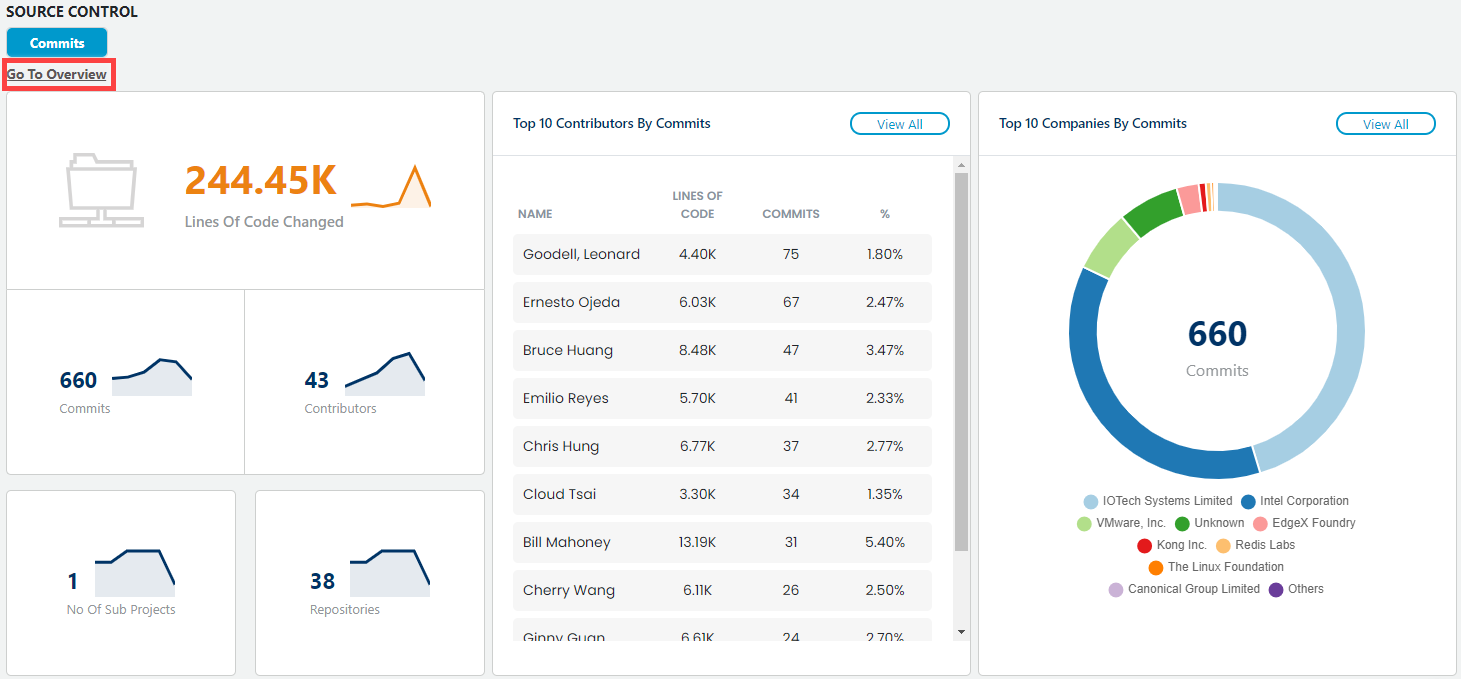 SOURCE CONTROL
Commits
Go To Overview
244.45K
Lines Of Code Changed
660
Commits
43
Contributors
1
No Of Sub Projects
38
Repositories
Top 10 Contributors By Commits
View All
NAME LINES OF CODE COMMITS %
Goodell, Leonard 4.40K 75 1.80%
Ernesto Ojeda 6.03K 67 2.47%
Bruce Huang 8.48K 47 3.47%
Emilio Reyes 5.70K 41 2.33%
Chris Hung 6.77K 37 2.77%
Cloud Tsai 3.30K 34 1.35%
Bill Mahoney 13.19K 31 5.40%
Cherry Wang 6.11K 26 2.50%
Ginny Guan 6.61K 24 2.70%
Top 10 Companies By Commits
View All
660
Commits
IOTech Systems Limited Intel Corporation
VMware, Inc. Unknown EdgeX Foundry
Kong Inc. Redis Labs
The Linux Foundation
Canonical Group Limited Others